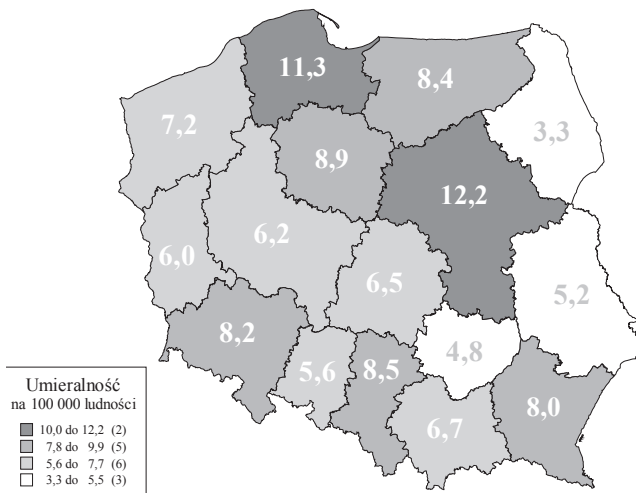 11,3
8,4
7,2
3,3
8,9
12,2
6,2
6,0
6,5
5,2
8,2
4,8
5,6
8,5
8,0
6,7
Umieralność
na 100 000 ludności
10,0 do 12,2 (2)
7,8 do 9,9 (5)
5,6 do 7,7 (6)
3,3 do 5,5 (3)